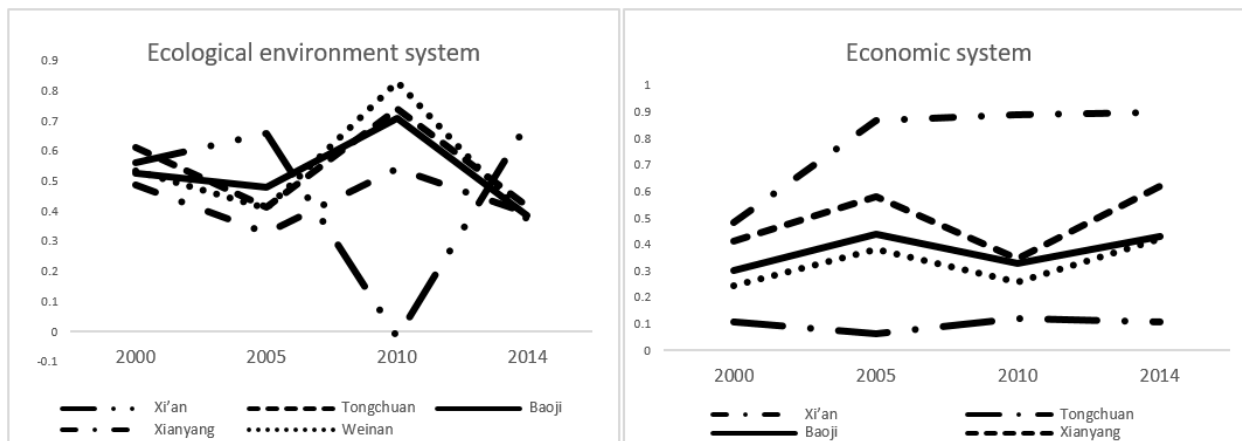 Ecological environment system
0.9
0.8
0.7
0.6
0.5
0.4
0.3
0.2
0.1
0
-0.1
2000 2005 2010 2014
Xi'an Tongchuan Baoji
Xianyang Weinan
Economic system
1
0.9
0.8
0.7
0.6
0.5
0.4
0.3
0.2
0.1
0
2000 2005 2010 2014
Xi'an Tongchuan
Baoji Xianyang